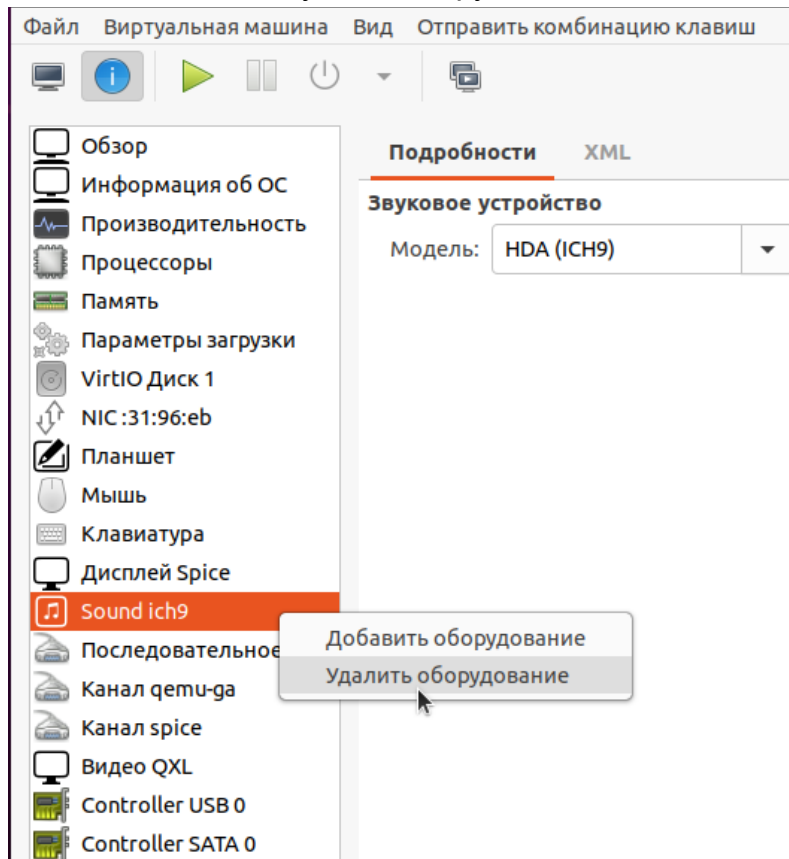 Файл Виртуальная машина Вид Отправить комбинацию клавиш
Обзор
Информация об ОС
Производительность
Процессоры
Память
Параметры загрузки
VirtIO Диск 1
NIC :31:96:eb
Планшет
Мышь
Клавиатура
Дисплей Spice
Sound ich9
Последовательное
Канал qemu-ga
Канал spice
Видео QXL
Controller USB 0
Controller SATA 0
Подробности XML
Звуковое устройство
Модель: HDA (ICH9)
Добавить оборудование
Удалить оборудование